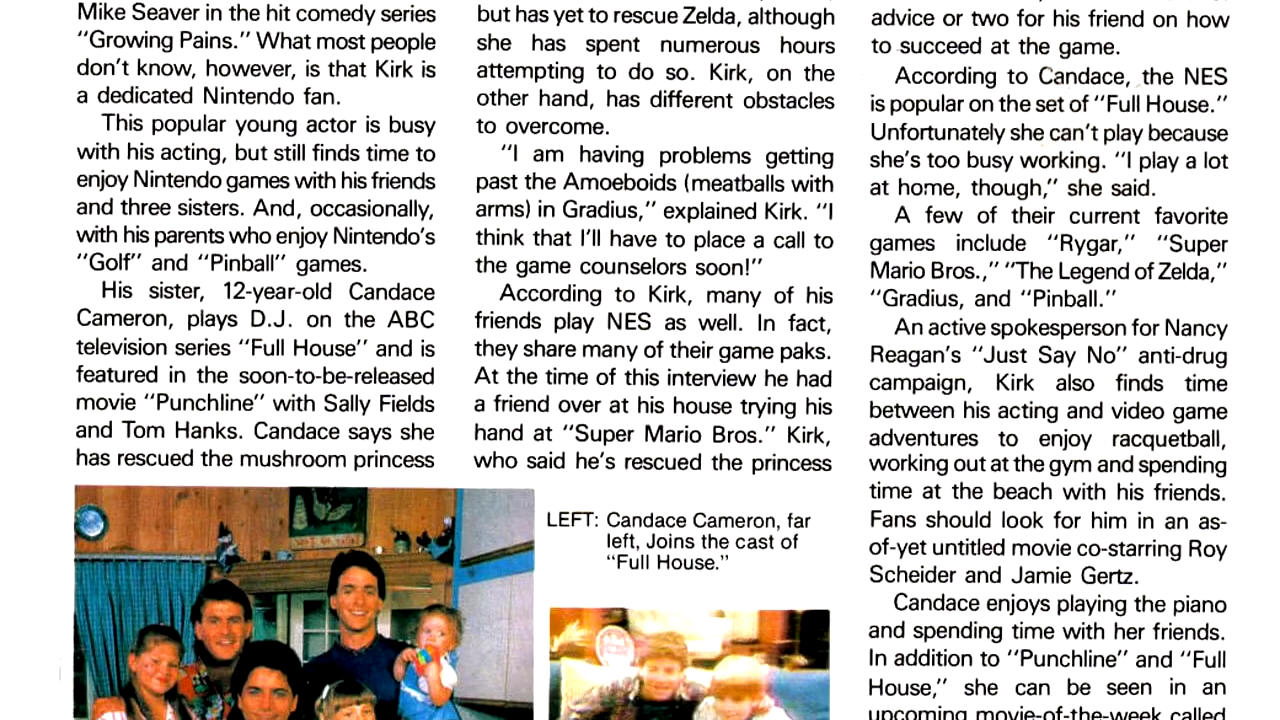 Mike Seaver in the hit comedy series
"Growing Pains." What most people
don't know, however, is that Kirk is
a dedicated Nintendo fan.
This popular young actor is busy
with his acting, but still finds time to
enjoy Nintendo games with his friends
and three sisters. And, occasionally,
with his parents who enjoy Nintendo's
"Golf" and "Pinball" games.
His sister, 12-year-old Candace
Cameron, plays D.J. on the ABC
television series "Full House" and is
featured in the soon-to-be-released
movie "Punchline" with Sally Fields
and Tom Hanks. Candace says she
has rescued the mushroom princess
but has yet to rescue Zelda, although
she has spent numerous hours
attempting to do so. Kirk, on the
other hand, has different obstacles
to overcome.
"I am having problems getting
past the Amoeboids (meatballs with
arms) in Gradius," explained Kirk. "I
think that I'll have to place a call to
the game counselors soon!"
According to Kirk, many of his
friends play NES as well. In fact,
they share many of their game paks.
At the time of this interview he had
a friend over at his house trying his
hand at "Super Mario Bros." Kirk,
who said he's rescued the princess
advice or two for his friend on how
to succeed at the game.
According to Candace, the NES
is popular on the set of "Full House."
Unfortunately she can't play because
she's too busy working. "I play a lot
at home, though," she said.
A few of their current favorite
games include "Rygar," "Super
Mario Bros.," "The Legend of Zelda,"
"Gradius, and "Pinball."
An active spokesperson for Nancy
Reagan's "Just Say No" anti-drug
campaign, Kirk also finds time
between his acting and video game
adventures to enjoy racquetball,
working out at the gym and spending
time at the beach with his friends.
Fans should look for him in an as-
of-yet untitled movie co-starring Roy
Scheider and Jamie Gertz.
Candace enjoys playing the piano
and spending time with her friends.
In addition to "Punchline" and "Full
House," she can be seen in an
upcoming movie-of-the-week called
LEFT: Candace Cameron, far
left, Joins the cast of
"Full House."